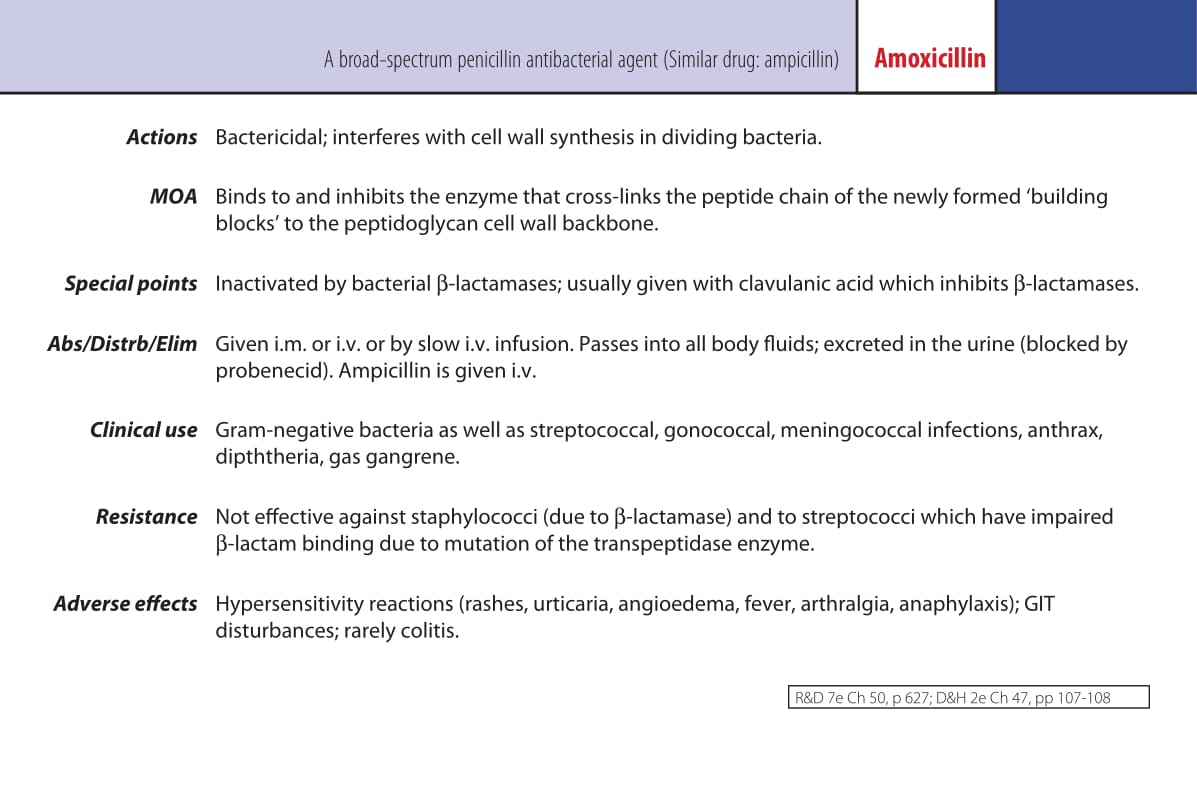 A broad-spectrum penicillin antibacterial agent (Similar drug: ampicillin) Amoxicillin
Actions Bactericidal; interferes with cell wall synthesis in dividing bacteria.
MOA Binds to and inhibits the enzyme that cross-links the peptide chain of the newly formed ‘building
blocks’ to the peptidoglycan cell wall backbone.
Special points Inactivated by bacterial β-lactamases; usually given with clavulanic acid which inhibits β-lactamases.
Abs/Distrb/Elim Given i.m. or i.v. or by slow i.v. infusion. Passes into all body fluids; excreted in the urine (blocked by
probenecid). Ampicillin is given i.v.
Clinical use Gram-negative bacteria as well as streptococcal, gonococcal, meningococcal infections, anthrax,
dipththeria, gas gangrene.
Resistance Not effective against staphylococci (due to β-lactamase) and to streptococci which have impaired
β-lactam binding due to mutation of the transpeptidase enzyme.
Adverse effects Hypersensitivity reactions (rashes, urticaria, angioedema, fever, arthralgia, anaphylaxis); GIT
disturbances; rarely colitis.
R&D 7e Ch 50, p 627; D&H 2e Ch 47, pp 107-108